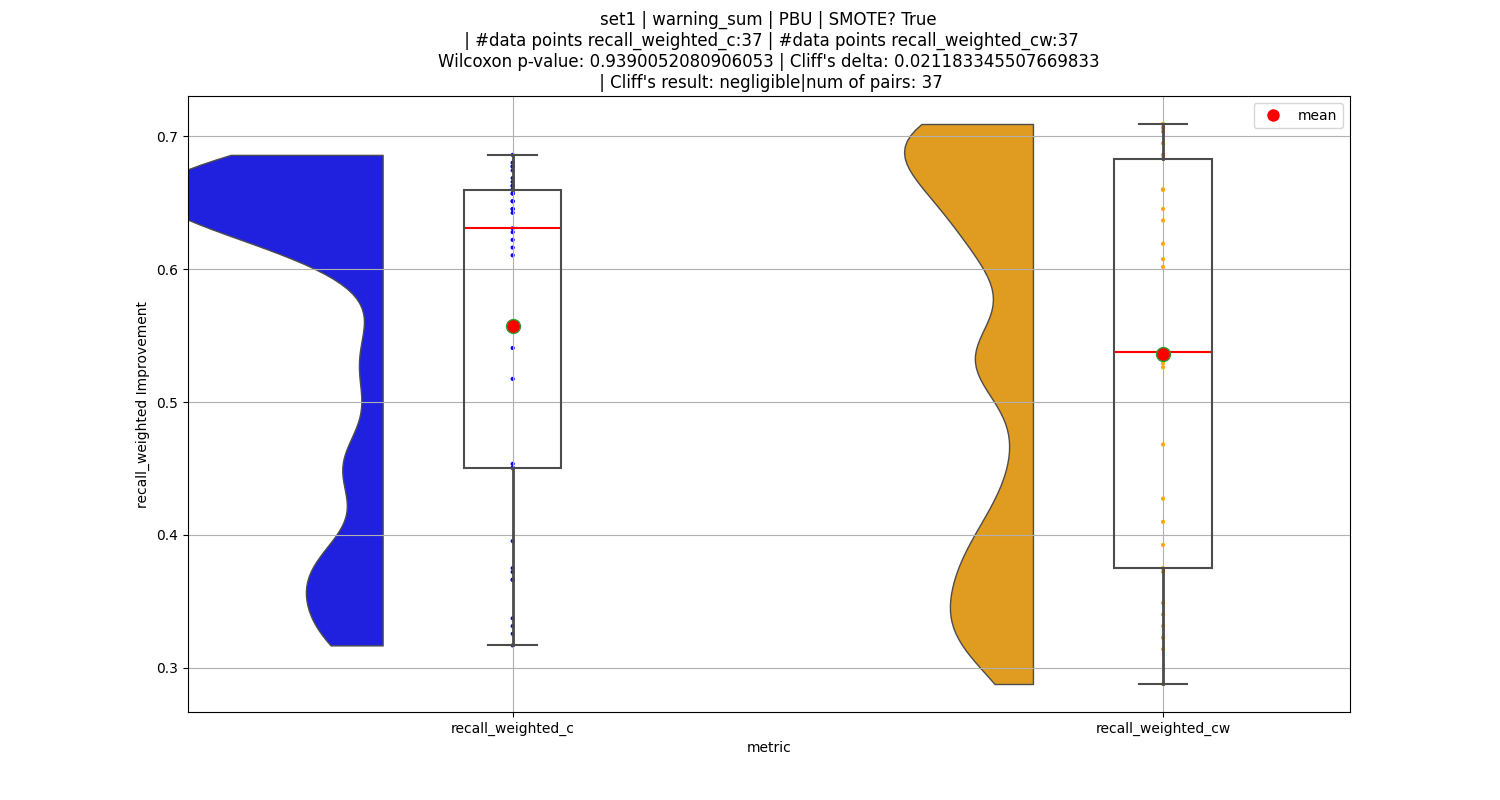 set1 | warning_sum | PBU | SMOTE? True
| #data points recall_weighted_c:37 | #data points recall_weighted_cw:37
Wilcoxon p-value: 0.9390052080906053 | Cliff's delta: 0.021183345507669833
| Cliff's result: negligible|num of pairs: 37
mean
0.7
0.6
0.5
0.4
0.3
recall_weighted Improvement
recall_weighted_c
recall_weighted_cw
metric